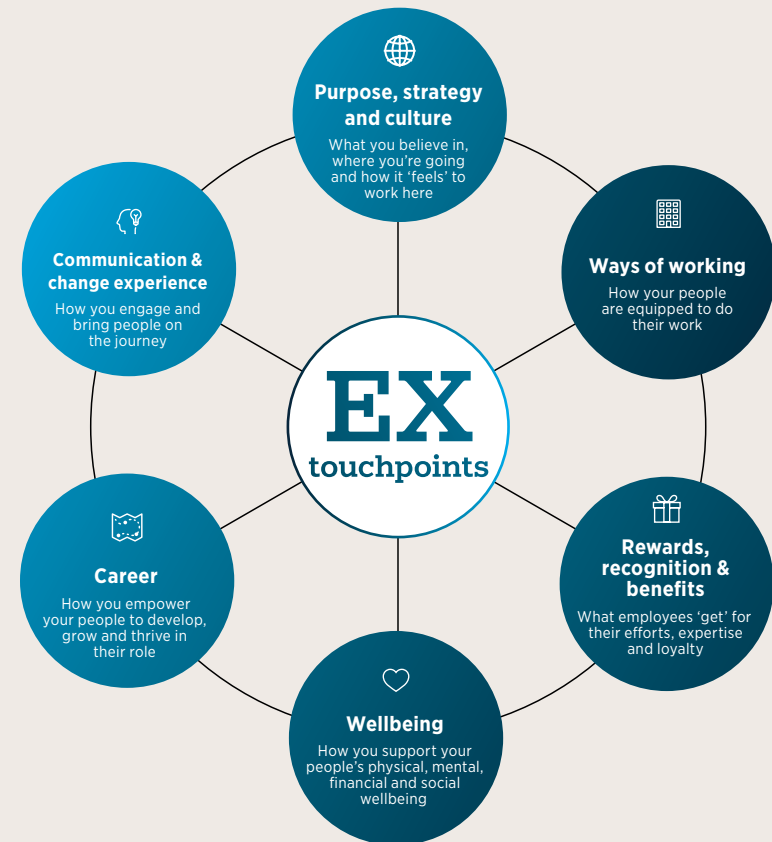 Purpose, strategy
and culture
What you believe in,
where you're going
and how it ‘feels’ to
work here
Communication &
change experience
How you engage and
bring people on
the journey
Ways of working
How your people
are equipped to do
their work
EX
touchpoints
Career
How you empower
your people to develop,
grow and thrive in
their role
Rewards,
recognition &
benefits
What employees ‘get’ for
their efforts, expertise
and loyalty
Wellbeing
How you support your
people's physical, mental,
financial and social
wellbeing